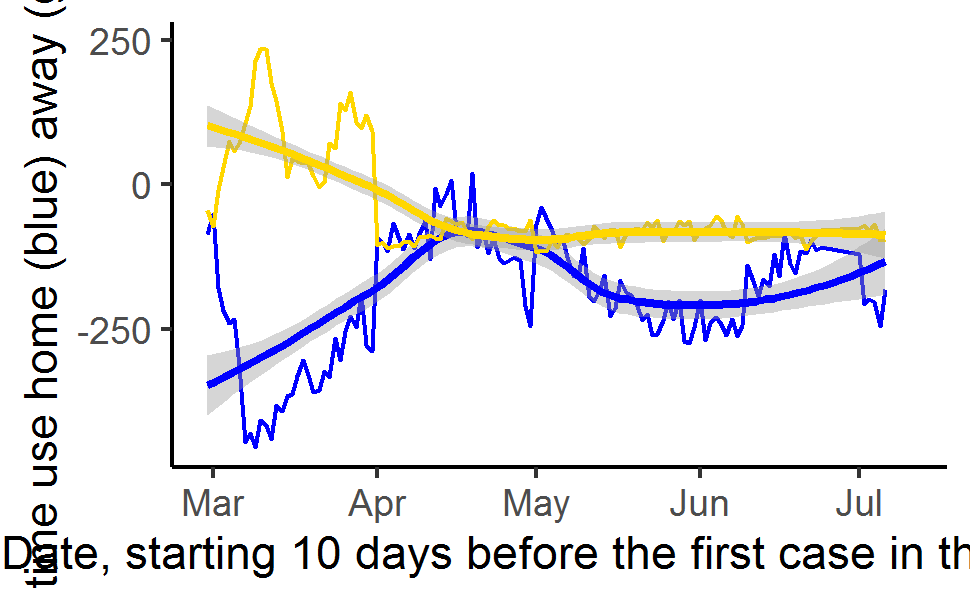 time use home (blue) away (
250
0
-250
Mar Apr May Jun Jul
Date, starting 10 days before the first case in th